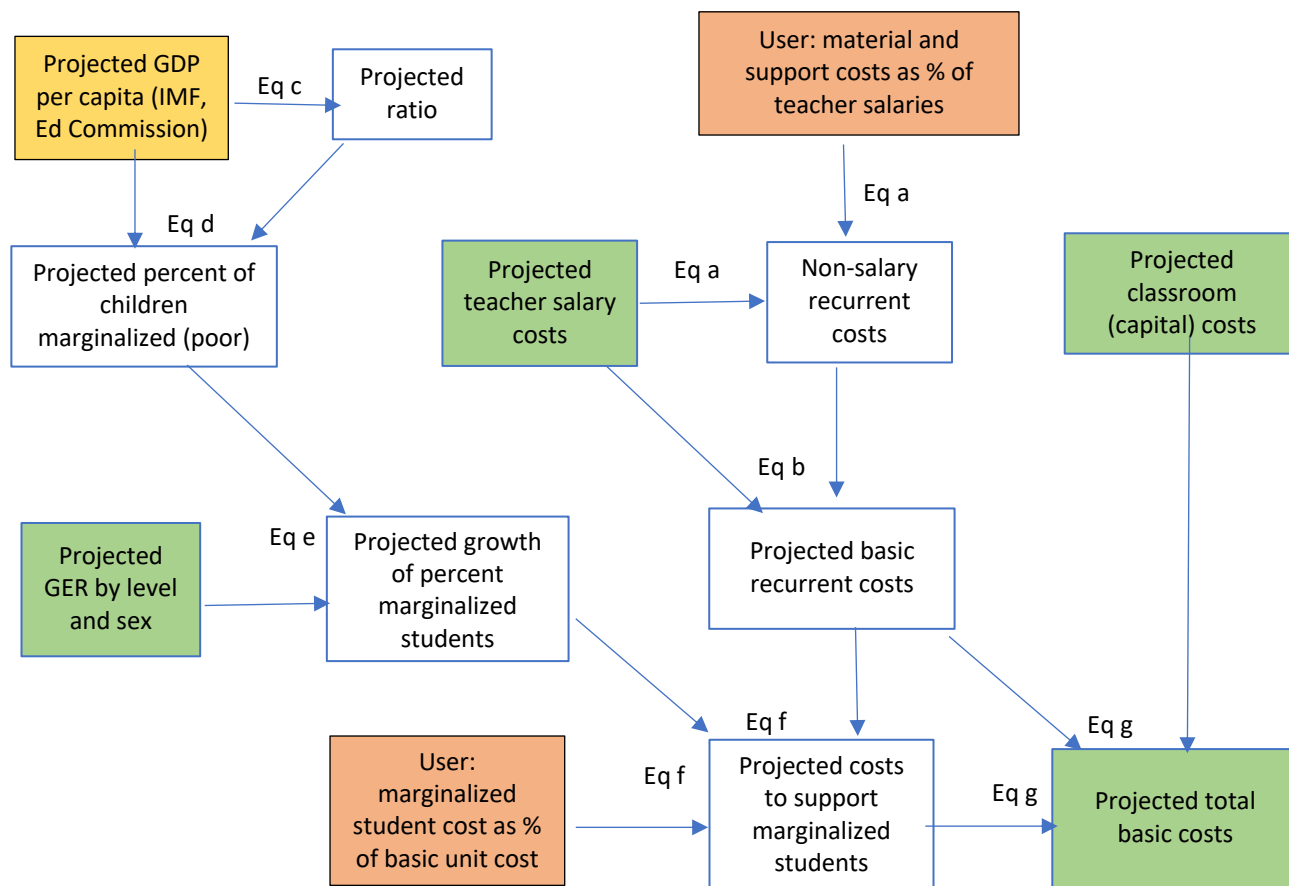 Projected GDP
per capita (IMF,
Ed Commission)
Eq c
Projected
ratio
User: material and
support costs as % of
teacher salaries
Eq a
Eq d
Projected percent of
children
marginalized (poor)
Projected
teacher salary
costs
Eq a
Non-salary
recurrent
costs
Projected
classroom
(capital) costs
Eq b
Projected
GER by level
and sex
Eq e
Projected growth
of percent
marginalized
students
Projected basic
recurrent costs
Eq f
Eq g
User:
marginalized
student cost as %
of basic unit cost
Eq f
Projected costs
to support
marginalized
students
Eq g
Projected total
basic costs